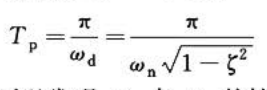 T_p = π/ω_d = π/(ω_n√(1 − ζ²))